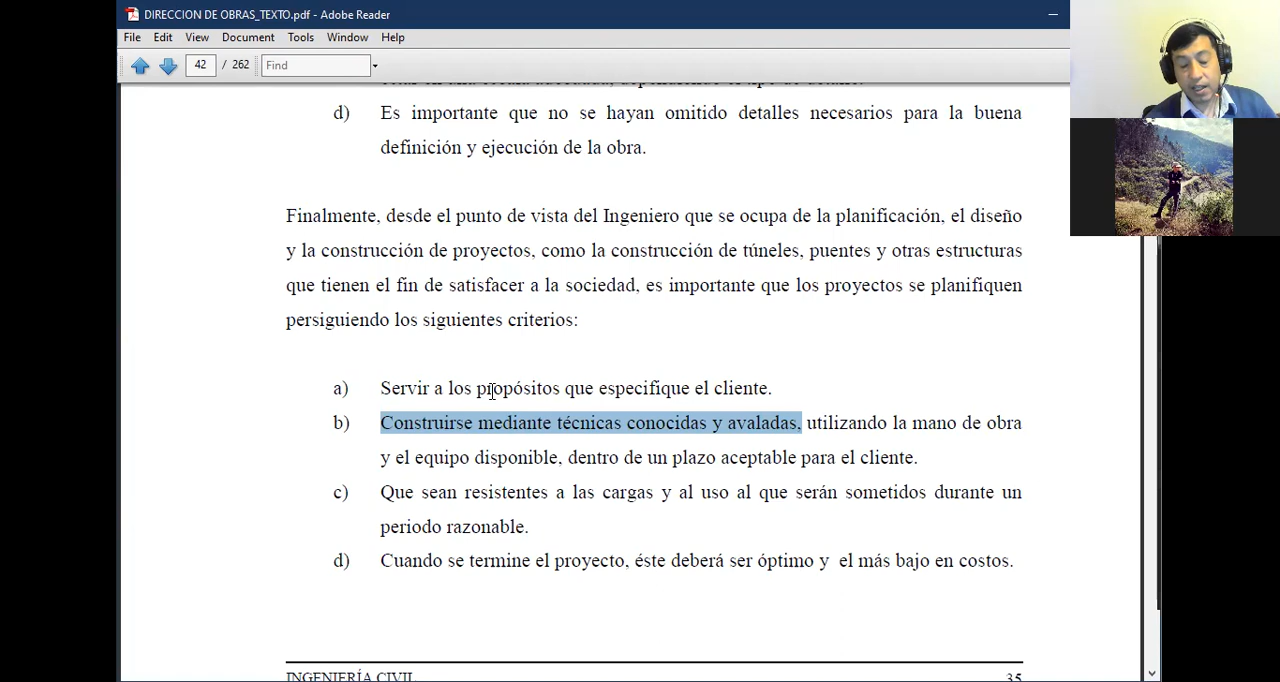 DIRECCION DE OBRAS_TEXTO.pdf - Adobe Reader
File Edit View Document Tools Window Help
42 / 262 Find
d) Es importante que no se hayan omitido detalles necesarios para la buena
definición y ejecución de la obra.
Finalmente, desde el punto de vista del Ingeniero que se ocupa de la planificación, el diseño
y la construcción de proyectos, como la construcción de túneles, puentes y otras estructuras
que tienen el fin de satisfacer a la sociedad, es importante que los proyectos se planifiquen
persiguiendo los siguientes criterios:
a) Servir a los propósitos que especifique el cliente.
b) Construirse mediante técnicas conocidas y avaladas, utilizando la mano de obra
y el equipo disponible, dentro de un plazo aceptable para el cliente.
c) Que sean resistentes a las cargas y al uso al que serán sometidos durante un
periodo razonable.
d) Cuando se termine el proyecto, éste deberá ser óptimo y el más bajo en costos.
INGENIERÍA CIVIL 35